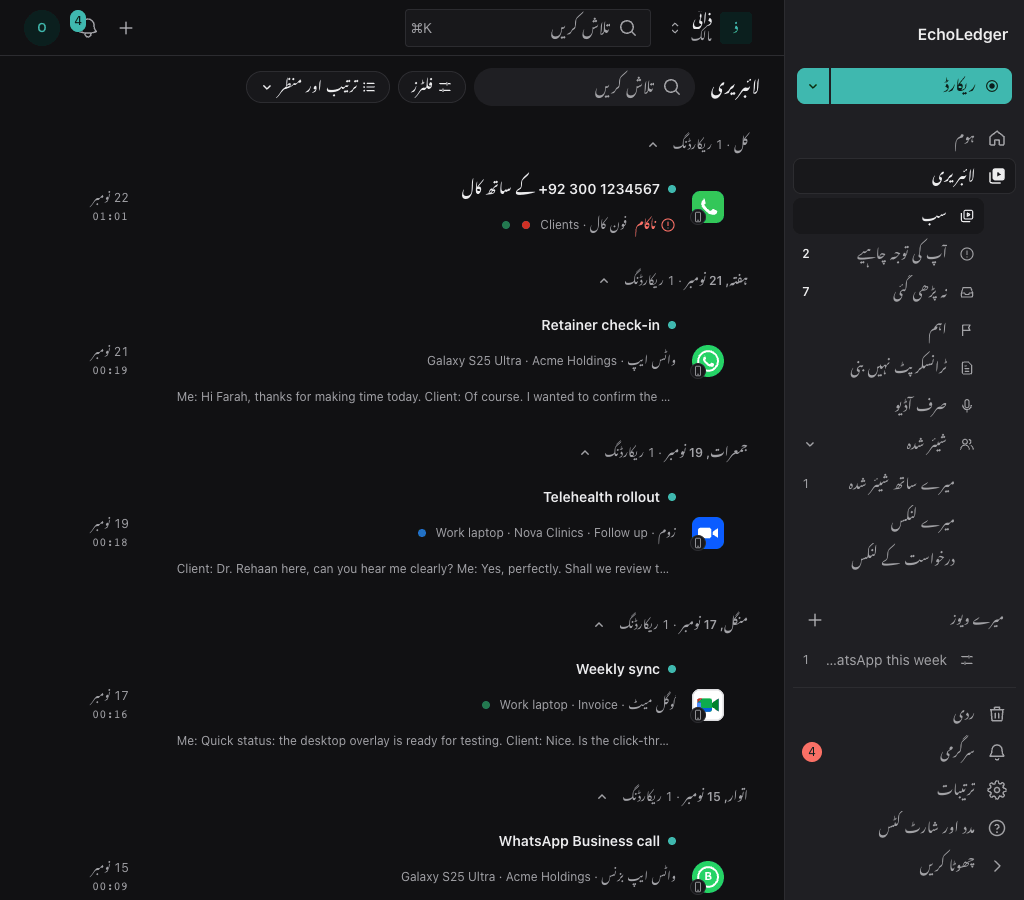 EchoLedger
ریکارڈ
ہوم
لائبریری
سب
آپ کی توجہ چاہیے 2
نہ پڑھی گئی 7
اہم
ٹرانسکرپٹ نہیں بنی
صرف آڈیو
شیئر شدہ
میرے ساتھ شیئر شدہ 1
میرے لنکس
درخواست کے لنکس
میرے ویوز
…atsApp this week 1
ردی
سرگرمی 4
ترتیبات
مدد اور شارٹ کٹس
چھوٹا کریں
ذ
ذاتی
مالک
تلاش کریں ⌘K
4
O
لائبریری
تلاش کریں
فلٹرز
ترتیب اور منظر
کل · 1 ریکارڈنگ
+92 300 1234567 کے ساتھ کال
ناکام فون کال · Clients
22 نومبر
01:01
ہفتہ, 21 نومبر · 1 ریکارڈنگ
Retainer check-in
واٹس ایپ · Galaxy S25 Ultra · Acme Holdings
Me: Hi Farah, thanks for making time today. Client: Of course. I wanted to confirm the ...
21 نومبر
00:19
جمعرات, 19 نومبر · 1 ریکارڈنگ
Telehealth rollout
زوم · Work laptop · Nova Clinics · Follow up
Client: Dr. Rehaan here, can you hear me clearly? Me: Yes, perfectly. Shall we review t...
19 نومبر
00:18
منگل, 17 نومبر · 1 ریکارڈنگ
Weekly sync
گوگل میٹ · Work laptop · Invoice
Me: Quick status: the desktop overlay is ready for testing. Client: Nice. Is the click-thr...
17 نومبر
00:16
اتوار, 15 نومبر · 1 ریکارڈنگ
WhatsApp Business call
واٹس ایپ بزنس · Galaxy S25 Ultra · Acme Holdings
B
15 نومبر
00:09